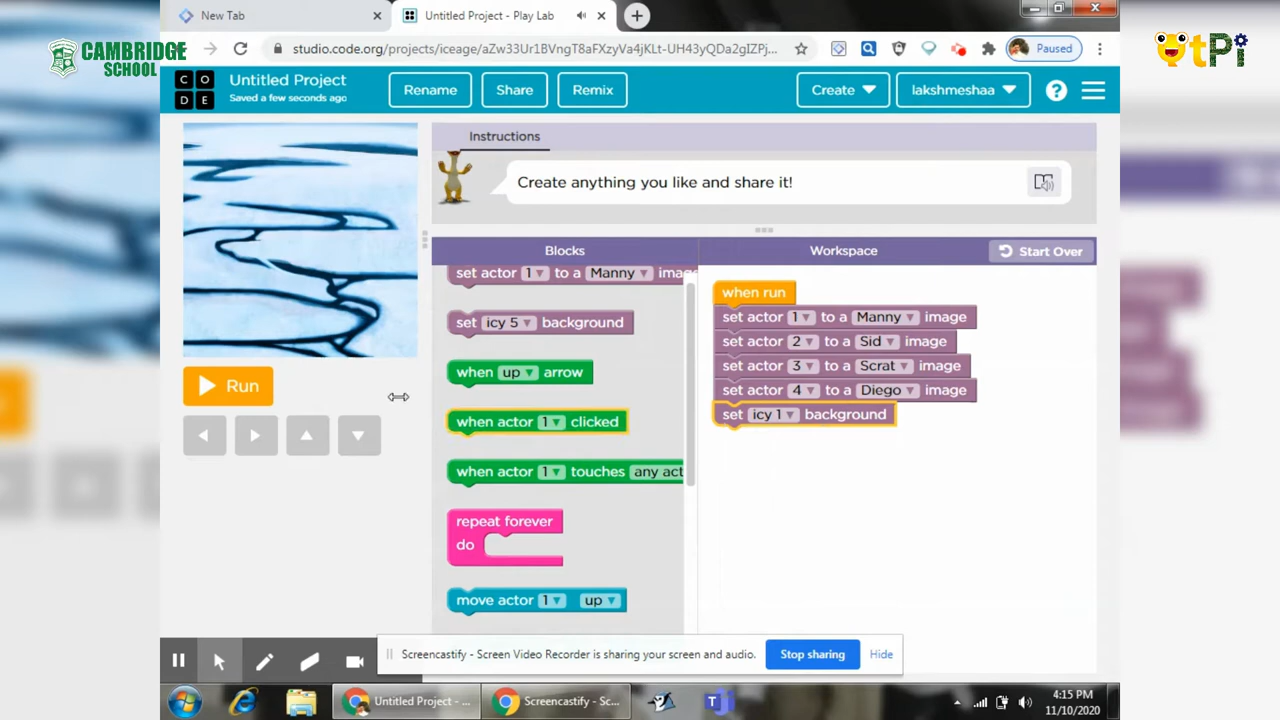 New Tab
Untitled Project - Play Lab
studio.code.org/projects/iceage/aZw33Ur1BVngT8aFXzyVa4jKLt-UH43yQDa2gIZPj...
Paused
CAMBRIDGE
SCHOOL
OtPi
C O
D E
Untitled Project
Saved a few seconds ago
Rename
Share
Remix
Create
lakshmeshaa
?
Instructions
Create anything you like and share it!
Blocks
Workspace
Start Over
set actor 1 to a Manny imag
set icy 5 background
when up arrow
when actor 1 clicked
when actor 1 touches any act
repeat forever
do
move actor 1 up
when run
set actor 1 to a Manny image
set actor 2 to a Sid image
set actor 3 to a Scrat image
set actor 4 to a Diego image
set icy 1 background
Run
Screencastify - Screen Video Recorder is sharing your screen and audio.
Stop sharing
Hide
Untitled Project - ...
Screencastify - Sc...
4:15 PM
11/10/2020